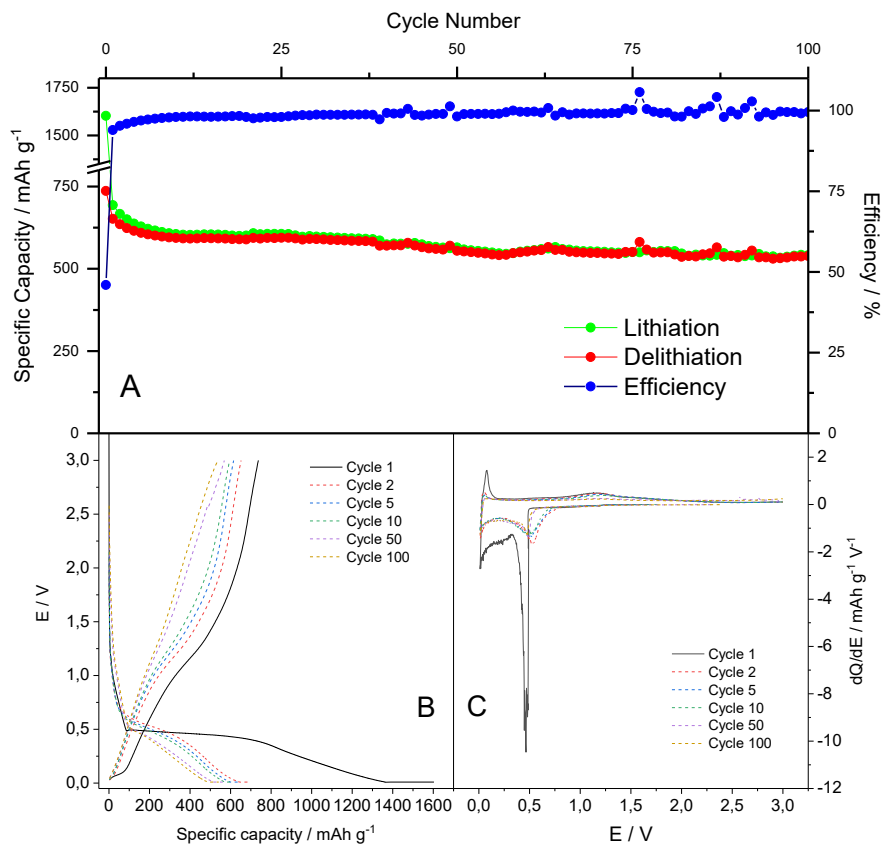 Cycle Number
0 25 50 75 100
1750
1500
750
500
250
0
Specific Capacity / mAh g-1
100
75
50
25
0
Efficiency / %
Lithiation
Delithiation
Efficiency
A
3,0
2,5
2,0
1,5
1,0
0,5
0,0
E / V
Cycle 1
Cycle 2
Cycle 5
Cycle 10
Cycle 50
Cycle 100
B
0 200 400 600 800 1000 1200 1400 1600
Specific capacity / mAh g-1
2
0
-2
-4
-6
-8
-10
-12
dQ/dE / mAh g-1 V-1
C
Cycle 1
Cycle 2
Cycle 5
Cycle 10
Cycle 50
Cycle 100
0,0 0,5 1,0 1,5 2,0 2,5 3,0
E / V